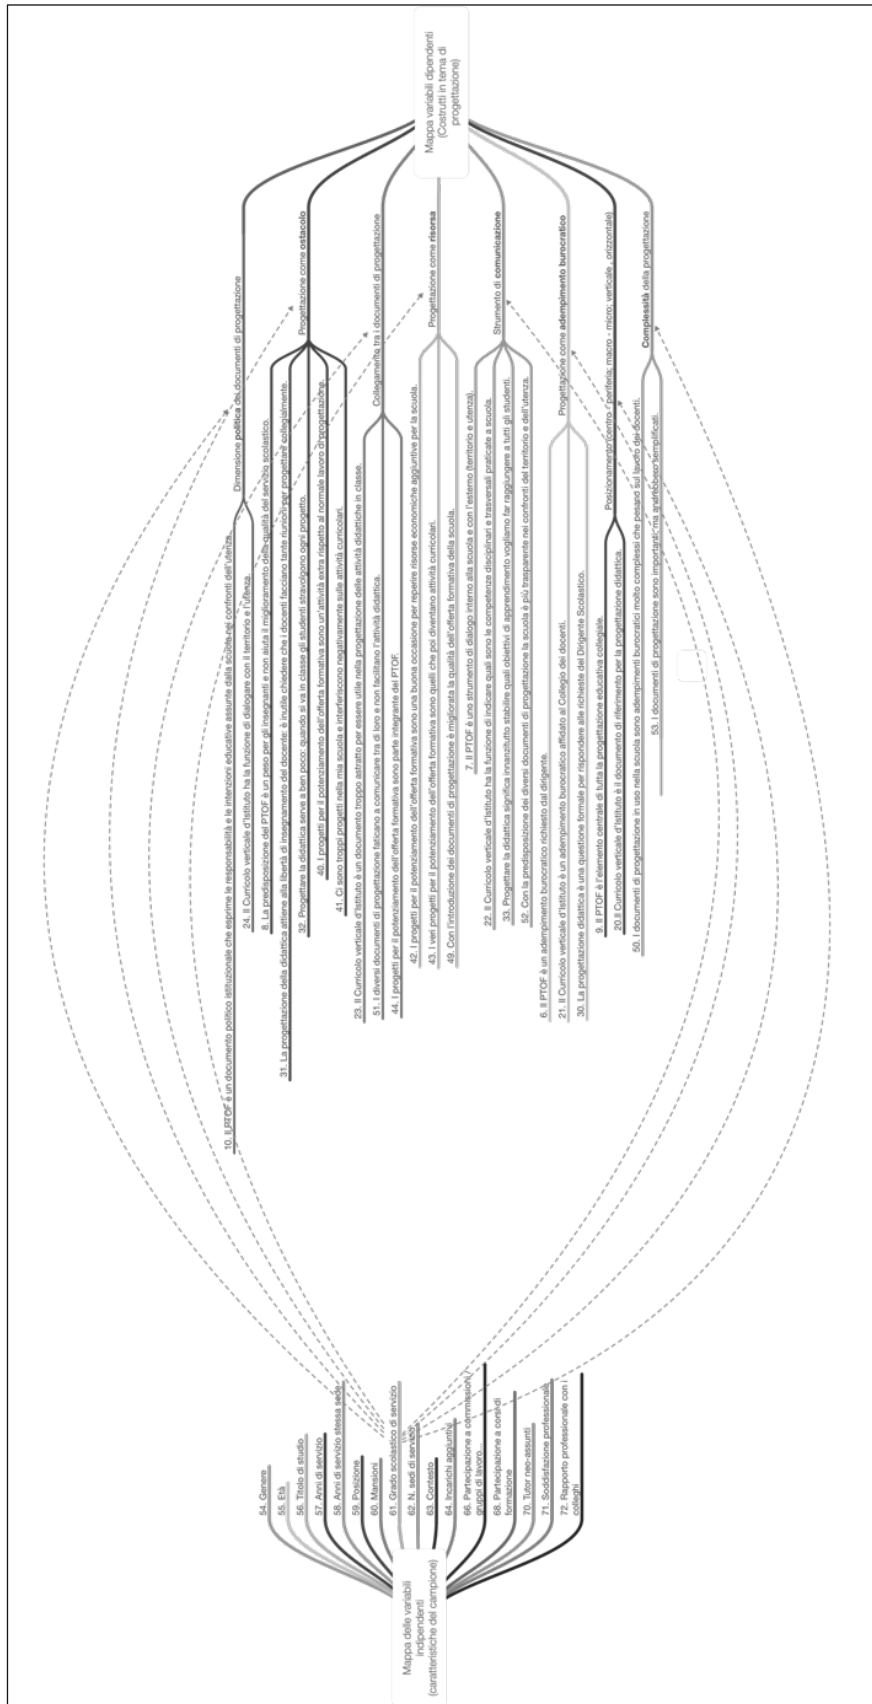 Mappa delle variabili
indipendenti
(caratteristiche del campione)
54. Genere
55. Età
56. Titolo di studio
57. Anni di servizio
58. Anni di servizio stessa sede
59. Posizione
60. Mansioni
61. Grado scolastico di servizio
62. N. sedi di servizio
63. Contesto
64. Incarichi aggiuntivi
66. Partecipazione a commissioni,
gruppi di lavoro...
68. Partecipazione a corsi di
formazione
70. Tutor neo-assunti
71. Soddisfazione professionale
72. Rapporto professionale con i
colleghi
Mappa variabili dipendenti
(Costrutti in tema di
progettazione)
Dimensione politica dei documenti di progettazione
10. Il PTOF è un documento politico istituzionale che esprime le responsabilità e le intenzioni educative assunte dalla scuola nei confronti dell'utenza.
24. Il Curricolo verticale d'Istituto ha la funzione di dialogare con il territorio e l'utenza.
Progettazione come ostacolo
8. La predisposizione del PTOF è un peso per gli insegnanti e non aiuta il miglioramento della qualità del servizio scolastico.
31. La progettazione della didattica attiene alla libertà di insegnamento del docente: è inutile chiedere che i docenti facciano tante riunioni per progettare collegialmente.
32. Progettare la didattica serve a ben poco: quando si va in classe gli studenti stravolgono ogni progetto.
40. I progetti per il potenziamento dell'offerta formativa sono un'attività extra rispetto al normale lavoro di progettazione.
41. Ci sono troppi progetti nella mia scuola e interferiscono negativamente sulle attività curricolari.
Collegamento tra i documenti di progettazione
23. Il Curricolo verticale d'Istituto è un documento troppo astratto per essere utile nella progettazione delle attività didattiche in classe.
51. I diversi documenti di progettazione faticano a comunicare tra di loro e non facilitano l'attività didattica.
44. I progetti per il potenziamento dell'offerta formativa sono parte integrante del PTOF.
Progettazione come risorsa
42. I progetti per il potenziamento dell'offerta formativa sono una buona occasione per reperire risorse economiche aggiuntive per la scuola.
43. I veri progetti per il potenziamento dell'offerta formativa sono quelli che poi diventano attività curricolari.
49. Con l'introduzione dei documenti di progettazione è migliorata la qualità dell'offerta formativa della scuola.
Strumento di comunicazione
7. Il PTOF è uno strumento di dialogo interno alla scuola e con l'esterno (territorio e utenza).
22. Il Curricolo verticale d'Istituto ha la funzione di indicare quali sono le competenze disciplinari e trasversali praticate a scuola.
33. Progettare la didattica significa innanzitutto stabilire quali obiettivi di apprendimento vogliamo far raggiungere a tutti gli studenti.
52. Con la predisposizione dei diversi documenti di progettazione la scuola è più trasparente nei confronti del territorio e dell'utenza.
Progettazione come adempimento burocratico
6. Il PTOF è un adempimento burocratico richiesto dal dirigente.
21. Il Curricolo verticale d'Istituto è un adempimento burocratico affidato al Collegio dei docenti.
30. La progettazione didattica è una questione formale per rispondere alle richieste del Dirigente Scolastico.
Posizionamento (centro - periferia; macro - micro; verticale , orizzontale)
9. Il PTOF è l'elemento centrale di tutta la progettazione educativa collegiale.
20.Il Curricolo verticale d'Istituto è il documento di riferimento per la progettazione didattica.
Complessità della progettazione
50. I documenti di progettazione in uso nella scuola sono adempimenti burocratici molto complessi che pesano sul lavoro dei docenti.
53. I documenti di progettazione sono importanti, ma andrebbero semplificati.